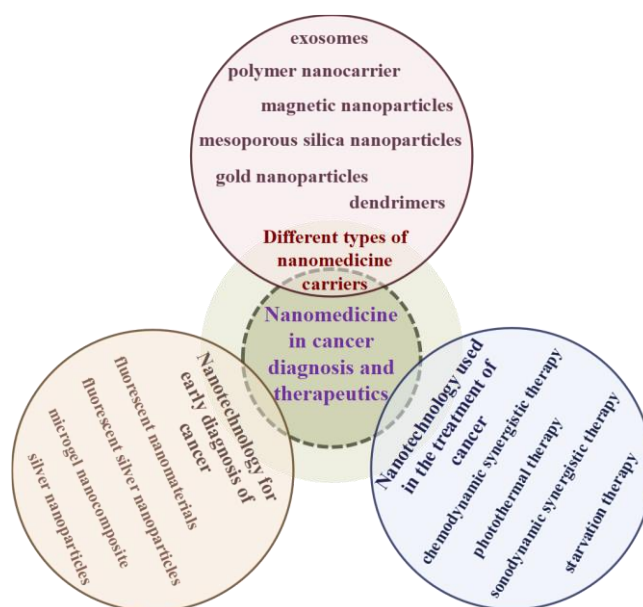 exosomes
polymer nanocarrier
magnetic nanoparticles
mesoporous silica nanoparticles
gold nanoparticles
dendrimers
Different types of
nanomedicine
carriers
Nanomedicine
in cancer
diagnosis and
therapeutics
Nanotechnology for
early diagnosis of
cancer
fluorescent nanomaterials
fluorescent silver nanoparticles
microgel nanocomposite
silver nanoparticles
Nanotechnology used
in the treatment of
cancer
chemodynamic synergistic therapy
photothermal therapy
sonodynamic synergistic therapy
starvation therapy